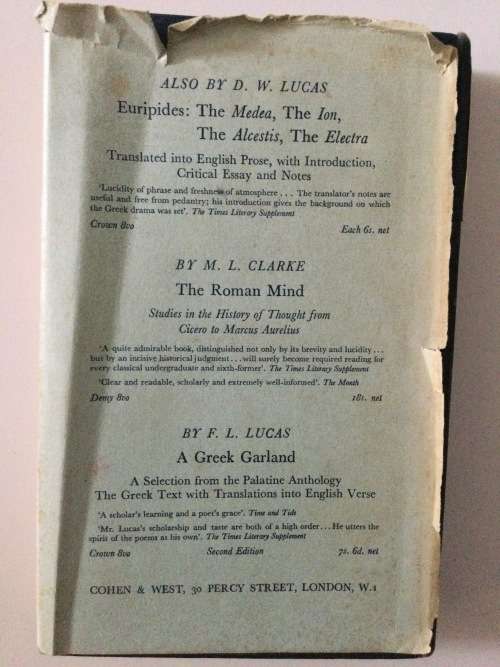 ALSO BY D. W. LUCAS
Euripides: The Medea, The Ion,
The Alcestis, The Electra
Translated into English Prose, with Introduction,
Critical Essay and Notes
'Lucidity of phrase and freshness of atmosphere . . . The translator's notes are
useful and free from pedantry; his introduction gives the background on which
the Greek drama was set'. The Times Literary Supplement
Crown 8vo Each 6s. net
BY M. L. CLARKE
The Roman Mind
Studies in the History of Thought from
Cicero to Marcus Aurelius
'A quite admirable book, distinguished not only by its brevity and lucidity . . .
but by an incisive historical judgment . . . will surely become required reading for
every classical undergraduate and sixth-former'. The Times Literary Supplement
'Clear and readable, scholarly and extremely well-informed'. The Month
Demy 8vo 18s. net
BY F. L. LUCAS
A Greek Garland
A Selection from the Palatine Anthology
The Greek Text with Translations into English Verse
'A scholar's learning and a poet's grace'. Time and Tide
'Mr. Lucas's scholarship and taste are both of a high order . . . He utters the
spirit of the poems as his own'. The Times Literary Supplement
Crown 8vo Second Edition 7s. 6d. net
COHEN & WEST, 30 PERCY STREET, LONDON, W.1